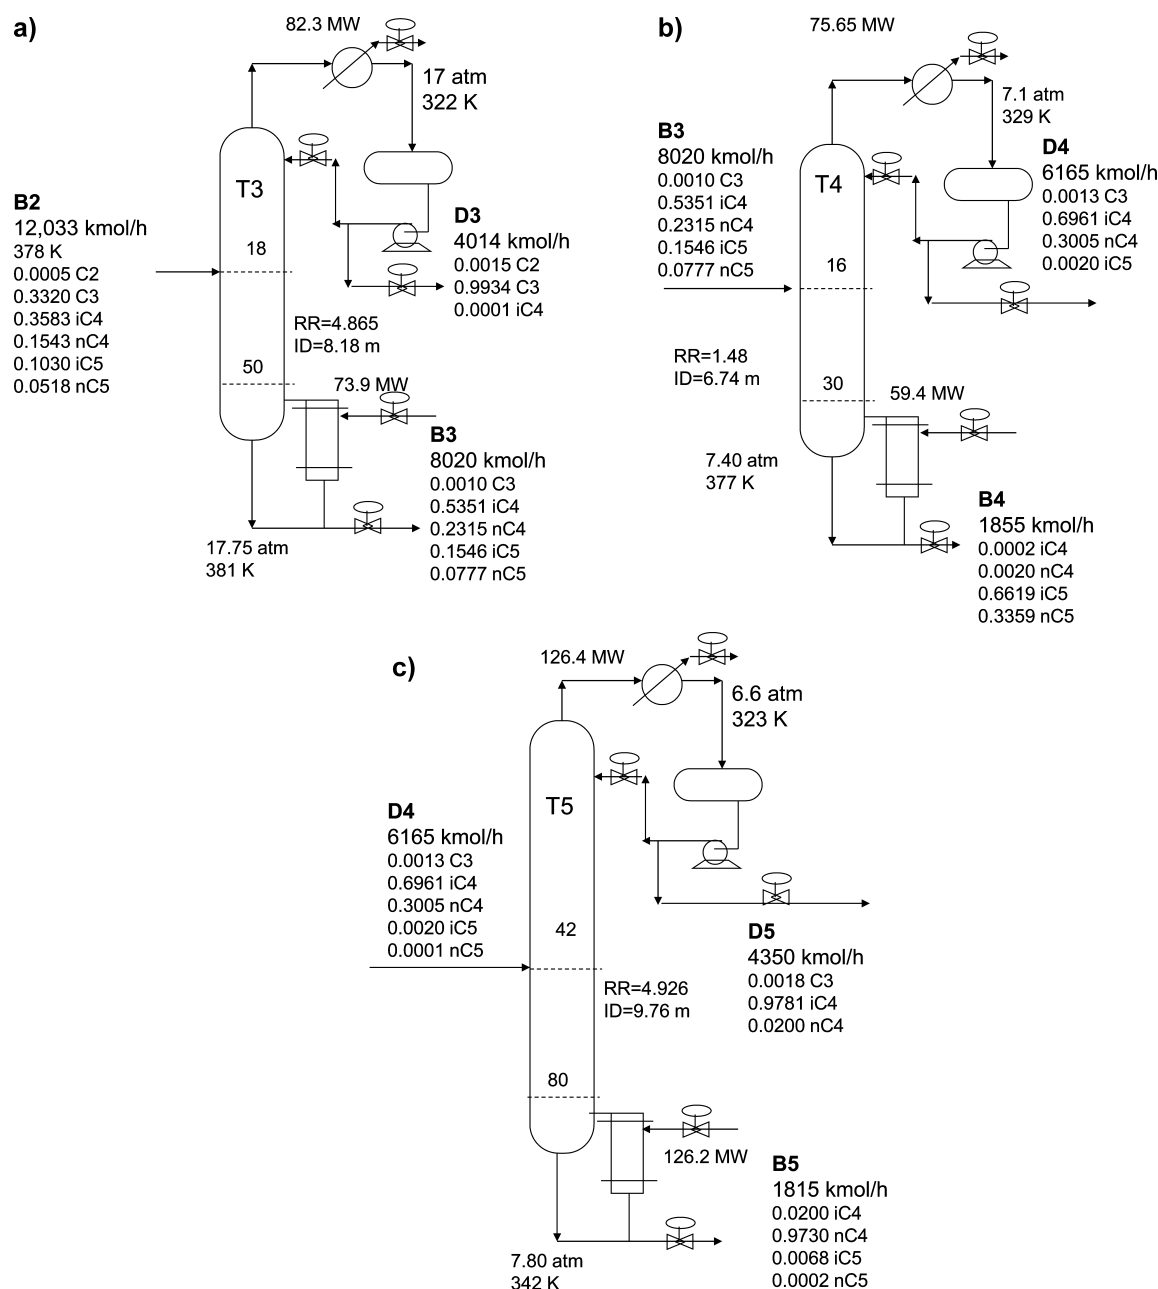 a)
82.3 MW
17 atm
322 K
T3
B2
12,033 kmol/h
378 K
0.0005 C2
0.3320 C3
0.3583 iC4
0.1543 nC4
0.1030 iC5
0.0518 nC5
18
50
D3
4014 kmol/h
0.0015 C2
0.9934 C3
0.0001 iC4
RR=4.865
ID=8.18 m
73.9 MW
B3
8020 kmol/h
0.0010 C3
0.5351 iC4
0.2315 nC4
0.1546 iC5
0.0777 nC5
17.75 atm
381 K
b)
75.65 MW
7.1 atm
329 K
B3
8020 kmol/h
0.0010 C3
0.5351 iC4
0.2315 nC4
0.1546 iC5
0.0777 nC5
T4
16
30
D4
6165 kmol/h
0.0013 C3
0.6961 iC4
0.3005 nC4
0.0020 iC5
RR=1.48
ID=6.74 m
59.4 MW
7.40 atm
377 K
B4
1855 kmol/h
0.0002 iC4
0.0020 nC4
0.6619 iC5
0.3359 nC5
c)
126.4 MW
6.6 atm
323 K
T5
D4
6165 kmol/h
0.0013 C3
0.6961 iC4
0.3005 nC4
0.0020 iC5
0.0001 nC5
42
80
D5
4350 kmol/h
0.0018 C3
0.9781 iC4
0.0200 nC4
RR=4.926
ID=9.76 m
126.2 MW
B5
1815 kmol/h
0.0200 iC4
0.9730 nC4
0.0068 iC5
0.0002 nC5
7.80 atm
342 K